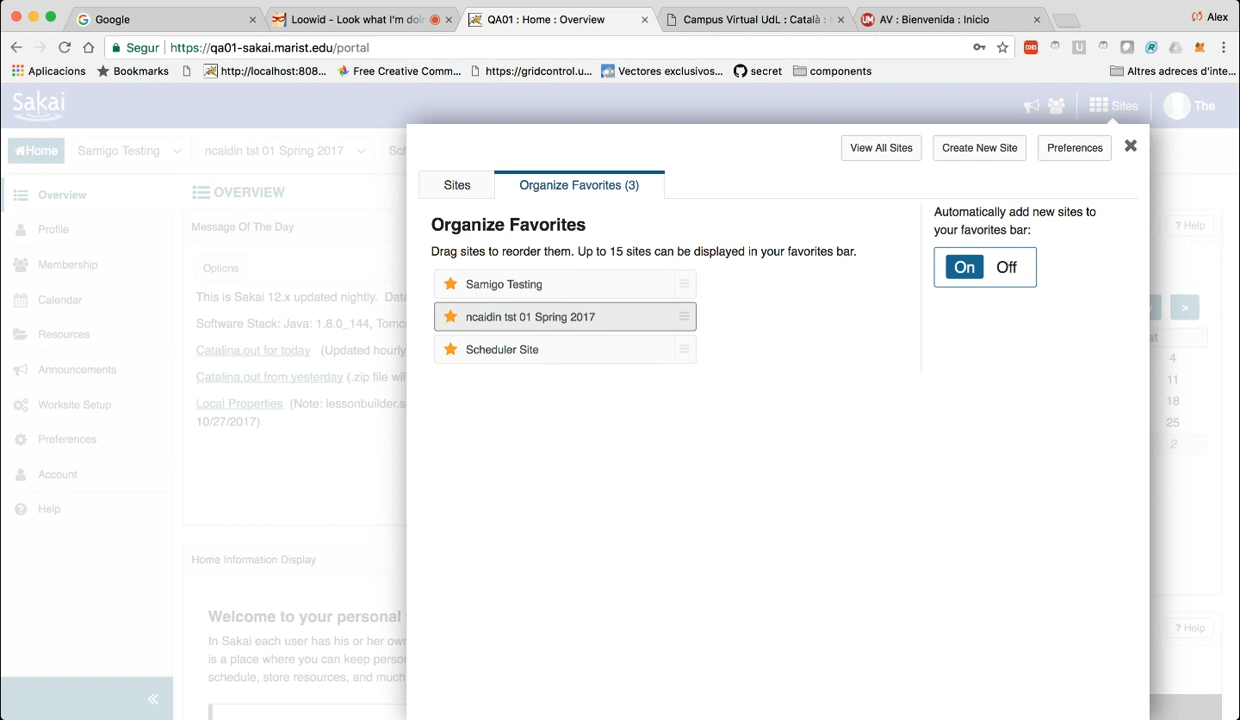 Google
Loowid - Look what I'm doin
QA01 : Home : Overview
Campus Virtual UdL : Català :
AV : Bienvenida : Inicio
Alex
Segur
https://qa01-sakai.marist.edu/portal
Aplicacions
Bookmarks
http://localhost:808...
Free Creative Comm...
https://gridcontrol.u...
Vectores exclusivos...
secret
components
Altres adreces d'inte...
Sakai
Sites
The
Home
Samigo Testing
ncaidin tst 01 Spring 2017
Sch
View All Sites
Create New Site
Preferences
Sites
Organize Favorites (3)
Organize Favorites
Drag sites to reorder them. Up to 15 sites can be displayed in your favorites bar.
Samigo Testing
ncaidin tst 01 Spring 2017
Scheduler Site
Automatically add new sites to
your favorites bar:
On
Off
Overview
Profile
Membership
Calendar
Resources
Announcements
Worksite Setup
Preferences
Account
Help
OVERVIEW
Message Of The Day
Options
This is Sakai 12.x updated nightly. Data
Software Stack: Java: 1.8.0_144, Tomc
Catalina.out for today (Updated hourly
Catalina.out from yesterday (.zip file will
Local Properties (Note: lessonbuilder.s
10/27/2017)
Home Information Display
Welcome to your personal
In Sakai each user has his or her own
is a place where you can keep perso
schedule, store resources, and much
? Help
>
at
4
11
18
25
2
? Help